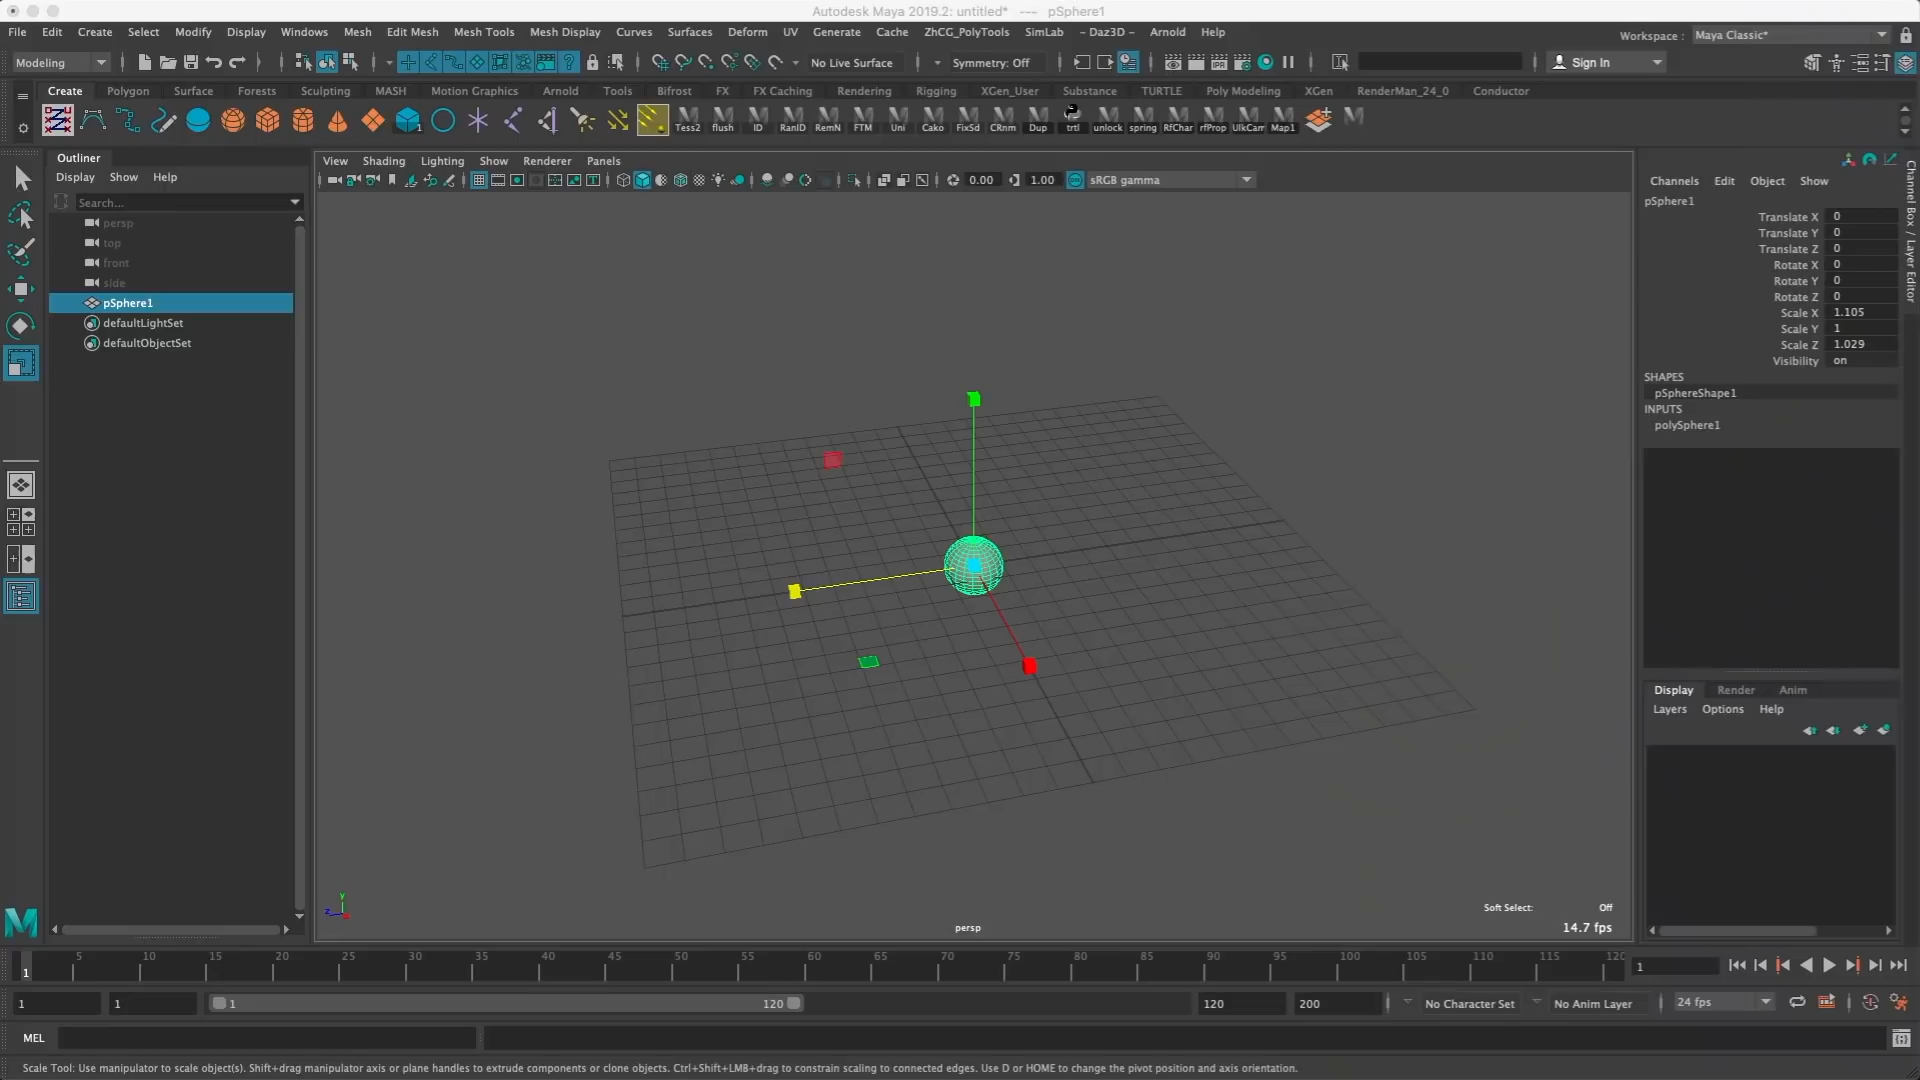 Autodesk Maya 2019.2: untitled* --- pSphere1
File Edit Create Select Modify Display Windows Mesh Edit Mesh Mesh Tools Mesh Display Curves Surfaces Deform UV Generate Cache ZhCG_PolyTools SimLab - Daz3D - Arnold Help
Workspace : Maya Classic*
Modeling No Live Surface Symmetry: Off Sign In
Create Polygon Surface Forests Sculpting MASH Motion Graphics Arnold Tools Bifrost FX FX Caching Rendering Rigging XGen_User Substance TURTLE Poly Modeling XGen RenderMan_24_0 Conductor
Tess2 flush ID RanID RemN FTM Uni Cako FixSd CRnm Dup trtl unlock spring RfChar rfProp UlkCam Map1
Outliner
Display Show Help
Search...
persp
top
front
side
pSphere1
defaultLightSet
defaultObjectSet
View Shading Lighting Show Renderer Panels
0.00 1.00 sRGB gamma
Soft Select: Off
14.7 fps
persp
y
z
Channels Edit Object Show
pSphere1
Translate X 0
Translate Y 0
Translate Z 0
Rotate X 0
Rotate Y 0
Rotate Z 0
Scale X 1.105
Scale Y 1
Scale Z 1.029
Visibility on
SHAPES
pSphereShape1
INPUTS
polySphere1
Channel Box / Layer Editor
Display Render Anim
Layers Options Help
5 10 15 20 25 30 35 40 45 50 55 60 65 70 75 80 85 90 95 100 105 110 115 120
1 1
1 1 1 120 120 200 No Character Set No Anim Layer 24 fps
MEL
Scale Tool: Use manipulator to scale object(s). Shift+drag manipulator axis or plane handles to extrude components or clone objects. Ctrl+Shift+LMB+drag to constrain scaling to connected edges. Use D or HOME to change the pivot position and axis orientation.